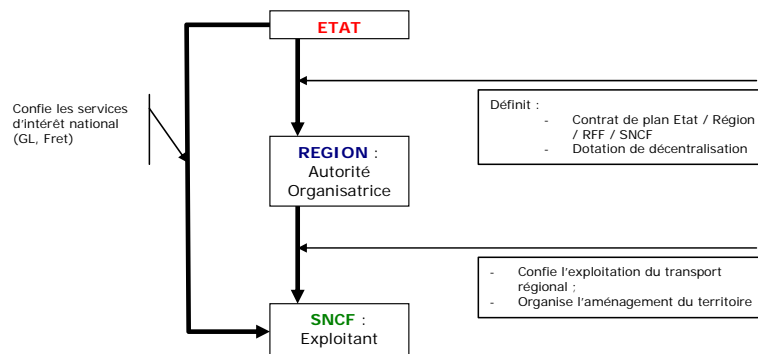 ETAT
Confie les services
d'intérêt national
(GL, Fret)
Définit :
- Contrat de plan Etat / Région
/ RFF / SNCF
- Dotation de décentralisation
REGION :
Autorité
Organisatrice
- Confie l'exploitation du transport
régional ;
- Organise l'aménagement du territoire
SNCF :
Exploitant